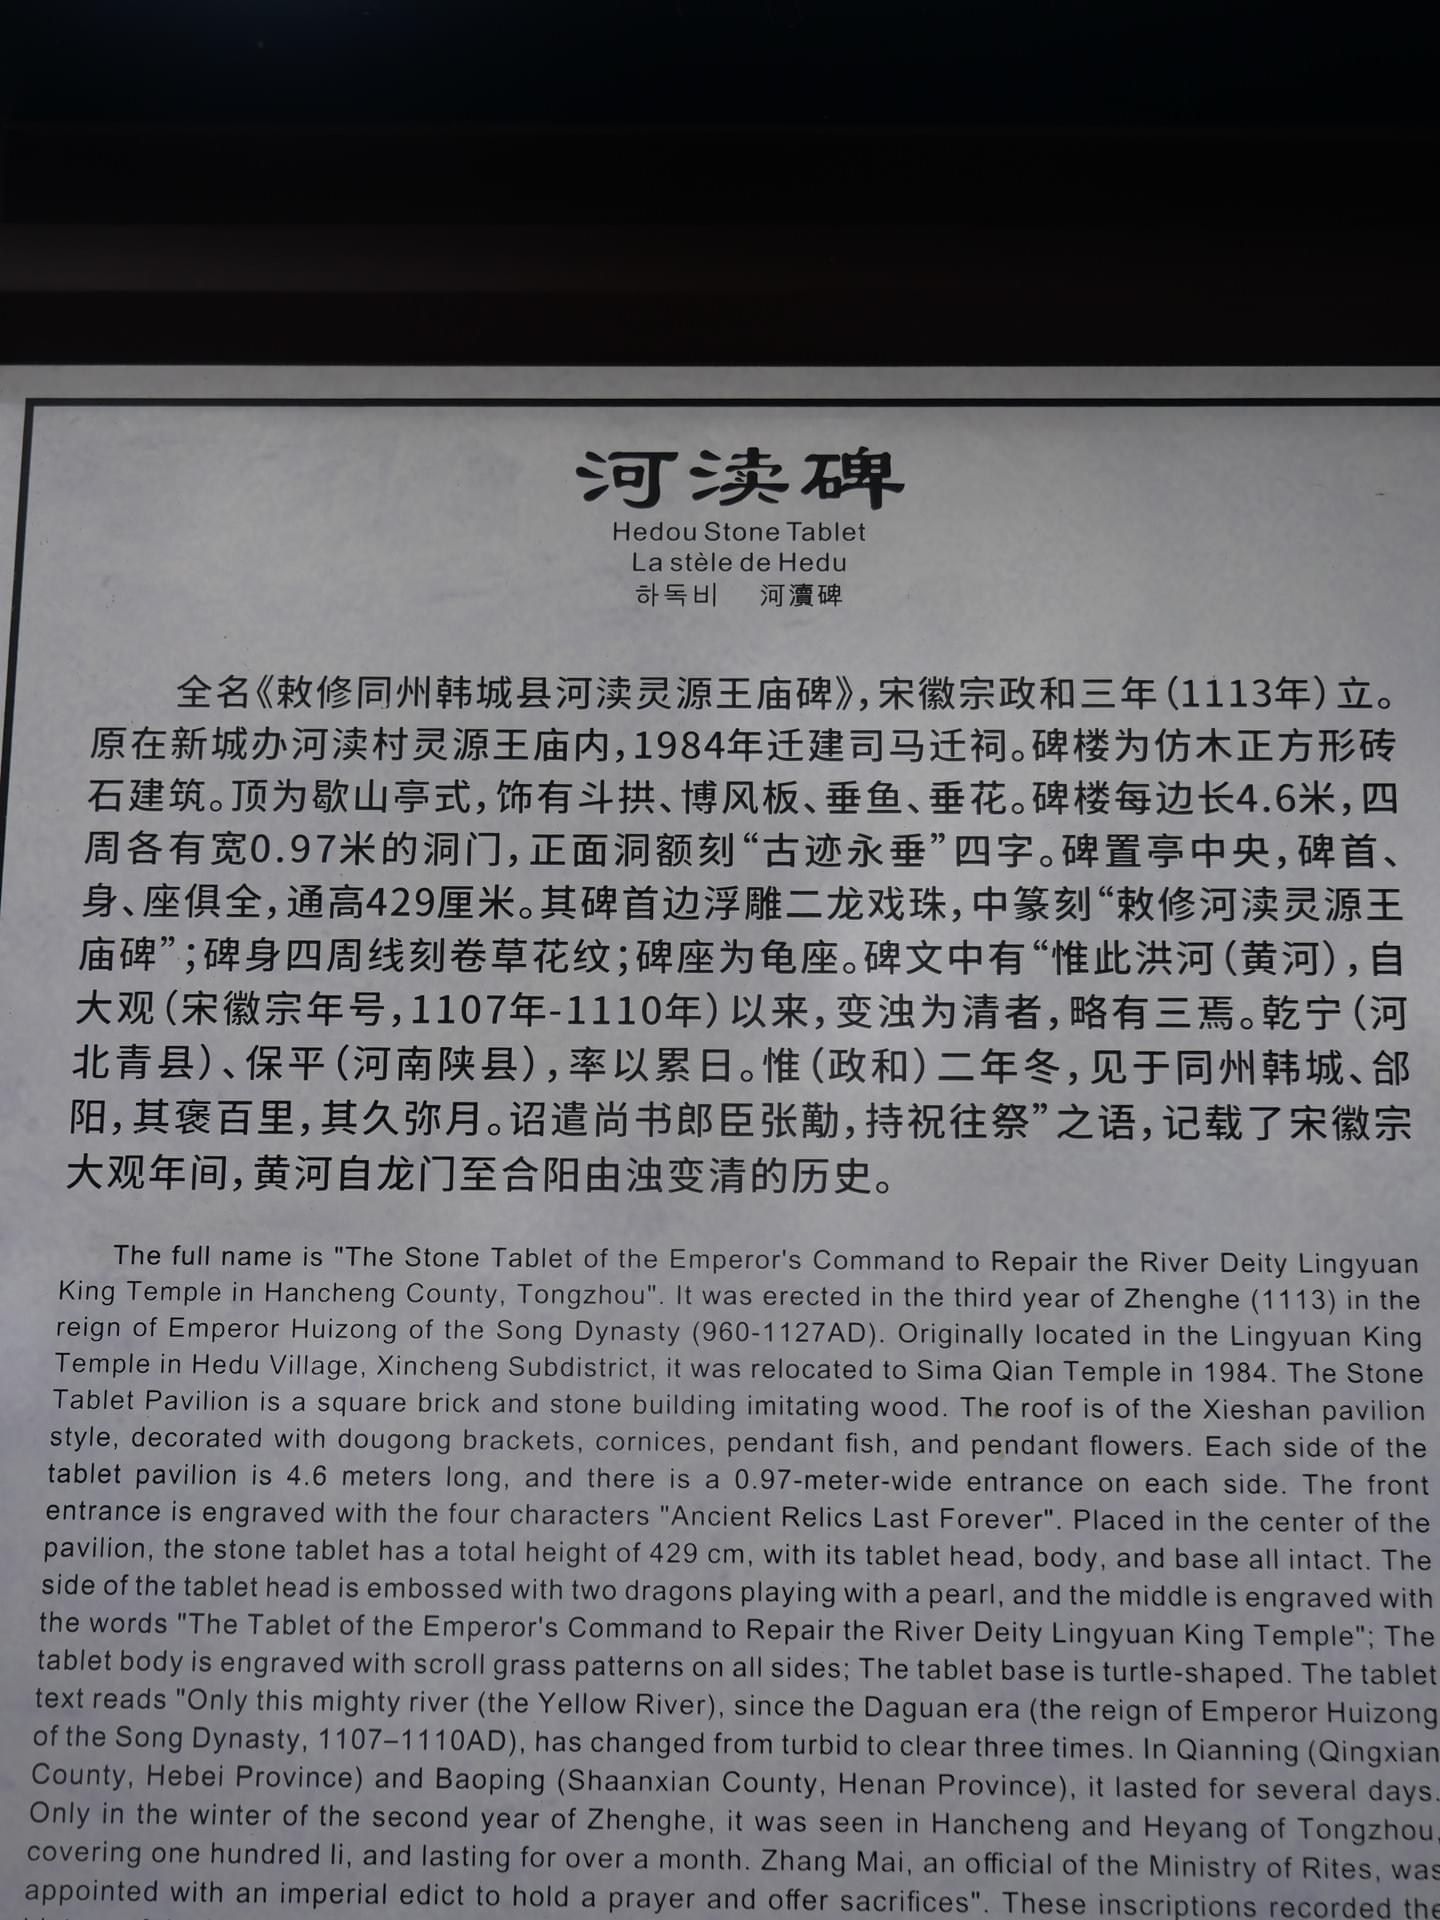 河渎碑
Hedou Stone Tablet
La stèle de Hedu
하독비 河瀆碑
全名《敕修同州韩城县河渎灵源王庙碑》，宋徽宗政和三年（1113年）立。
原在新城办河渎村灵源王庙内，1984年迁建司马迁祠。碑楼为仿木正方形砖
石建筑。顶为歇山亭式，饰有斗拱、博风板、垂鱼、垂花。碑楼每边长4.6米，四
周各有宽0.97米的洞门，正面洞额刻“古迹永垂”四字。碑置亭中央，碑首、
身、座俱全，通高429厘米。其碑首边浮雕二龙戏珠，中篆刻“敕修河渎灵源王
庙碑”；碑身四周线刻卷草花纹；碑座为龟座。碑文中有“惟此洪河（黄河），自
大观（宋徽宗年号，1107年-1110年）以来，变浊为清者，略有三焉。乾宁（河
北青县）、保平（河南陕县），率以累日。惟（政和）二年冬，见于同州韩城、郃
阳，其褒百里，其久弥月。诏遣尚书郎臣张勱，持祝往祭”之语，记载了宋徽宗
大观年间，黄河自龙门至合阳由浊变清的历史。
The full name is "The Stone Tablet of the Emperor's Command to Repair the River Deity Lingyuan
King Temple in Hancheng County, Tongzhou". It was erected in the third year of Zhenghe (1113) in the
reign of Emperor Huizong of the Song Dynasty (960-1127AD). Originally located in the Lingyuan King
Temple in Hedu Village, Xincheng Subdistrict, it was relocated to Sima Qian Temple in 1984. The Stone
Tablet Pavilion is a square brick and stone building imitating wood. The roof is of the Xieshan pavilion
style, decorated with dougong brackets, cornices, pendant fish, and pendant flowers. Each side of the
tablet pavilion is 4.6 meters long, and there is a 0.97-meter-wide entrance on each side. The front
entrance is engraved with the four characters "Ancient Relics Last Forever". Placed in the center of the
pavilion, the stone tablet has a total height of 429 cm, with its tablet head, body, and base all intact. The
side of the tablet head is embossed with two dragons playing with a pearl, and the middle is engraved with
the words "The Tablet of the Emperor's Command to Repair the River Deity Lingyuan King Temple"; The
tablet body is engraved with scroll grass patterns on all sides; The tablet base is turtle-shaped. The tablet
text reads "Only this mighty river (the Yellow River), since the Daguan era (the reign of Emperor Huizong
of the Song Dynasty, 1107–1110AD), has changed from turbid to clear three times. In Qianning (Qingxian
County, Hebei Province) and Baoping (Shaanxian County, Henan Province), it lasted for several days.
Only in the winter of the second year of Zhenghe, it was seen in Hancheng and Heyang of Tongzhou,
covering one hundred li, and lasting for over a month. Zhang Mai, an official of the Ministry of Rites, was
appointed with an imperial edict to hold a prayer and offer sacrifices". These inscriptions recorded the